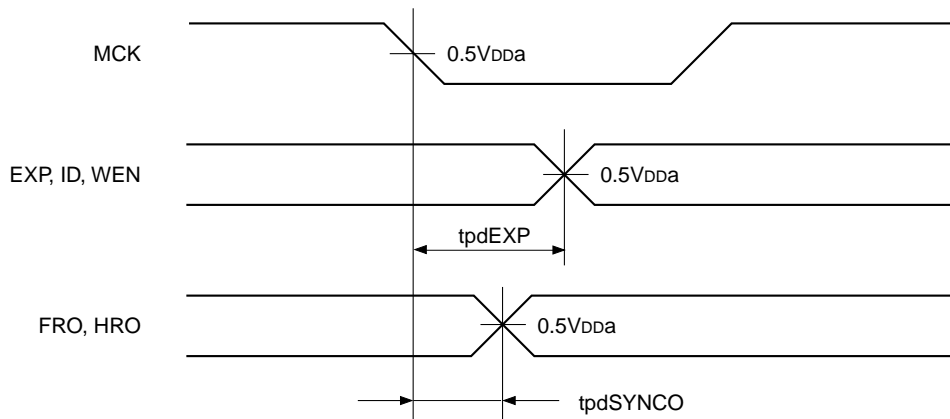 MCK
0.5VDDa
EXP, ID, WEN
0.5VDDa
tpdEXP
FRO, HRO
0.5VDDa
tpdSYNCO